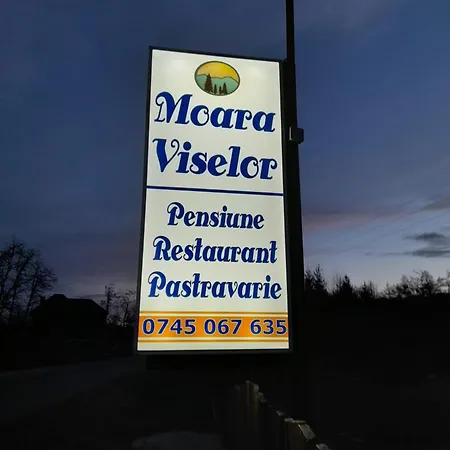 Moara
Viselor
Pensiune
Restaurant
Pastravarie
0745 067 635